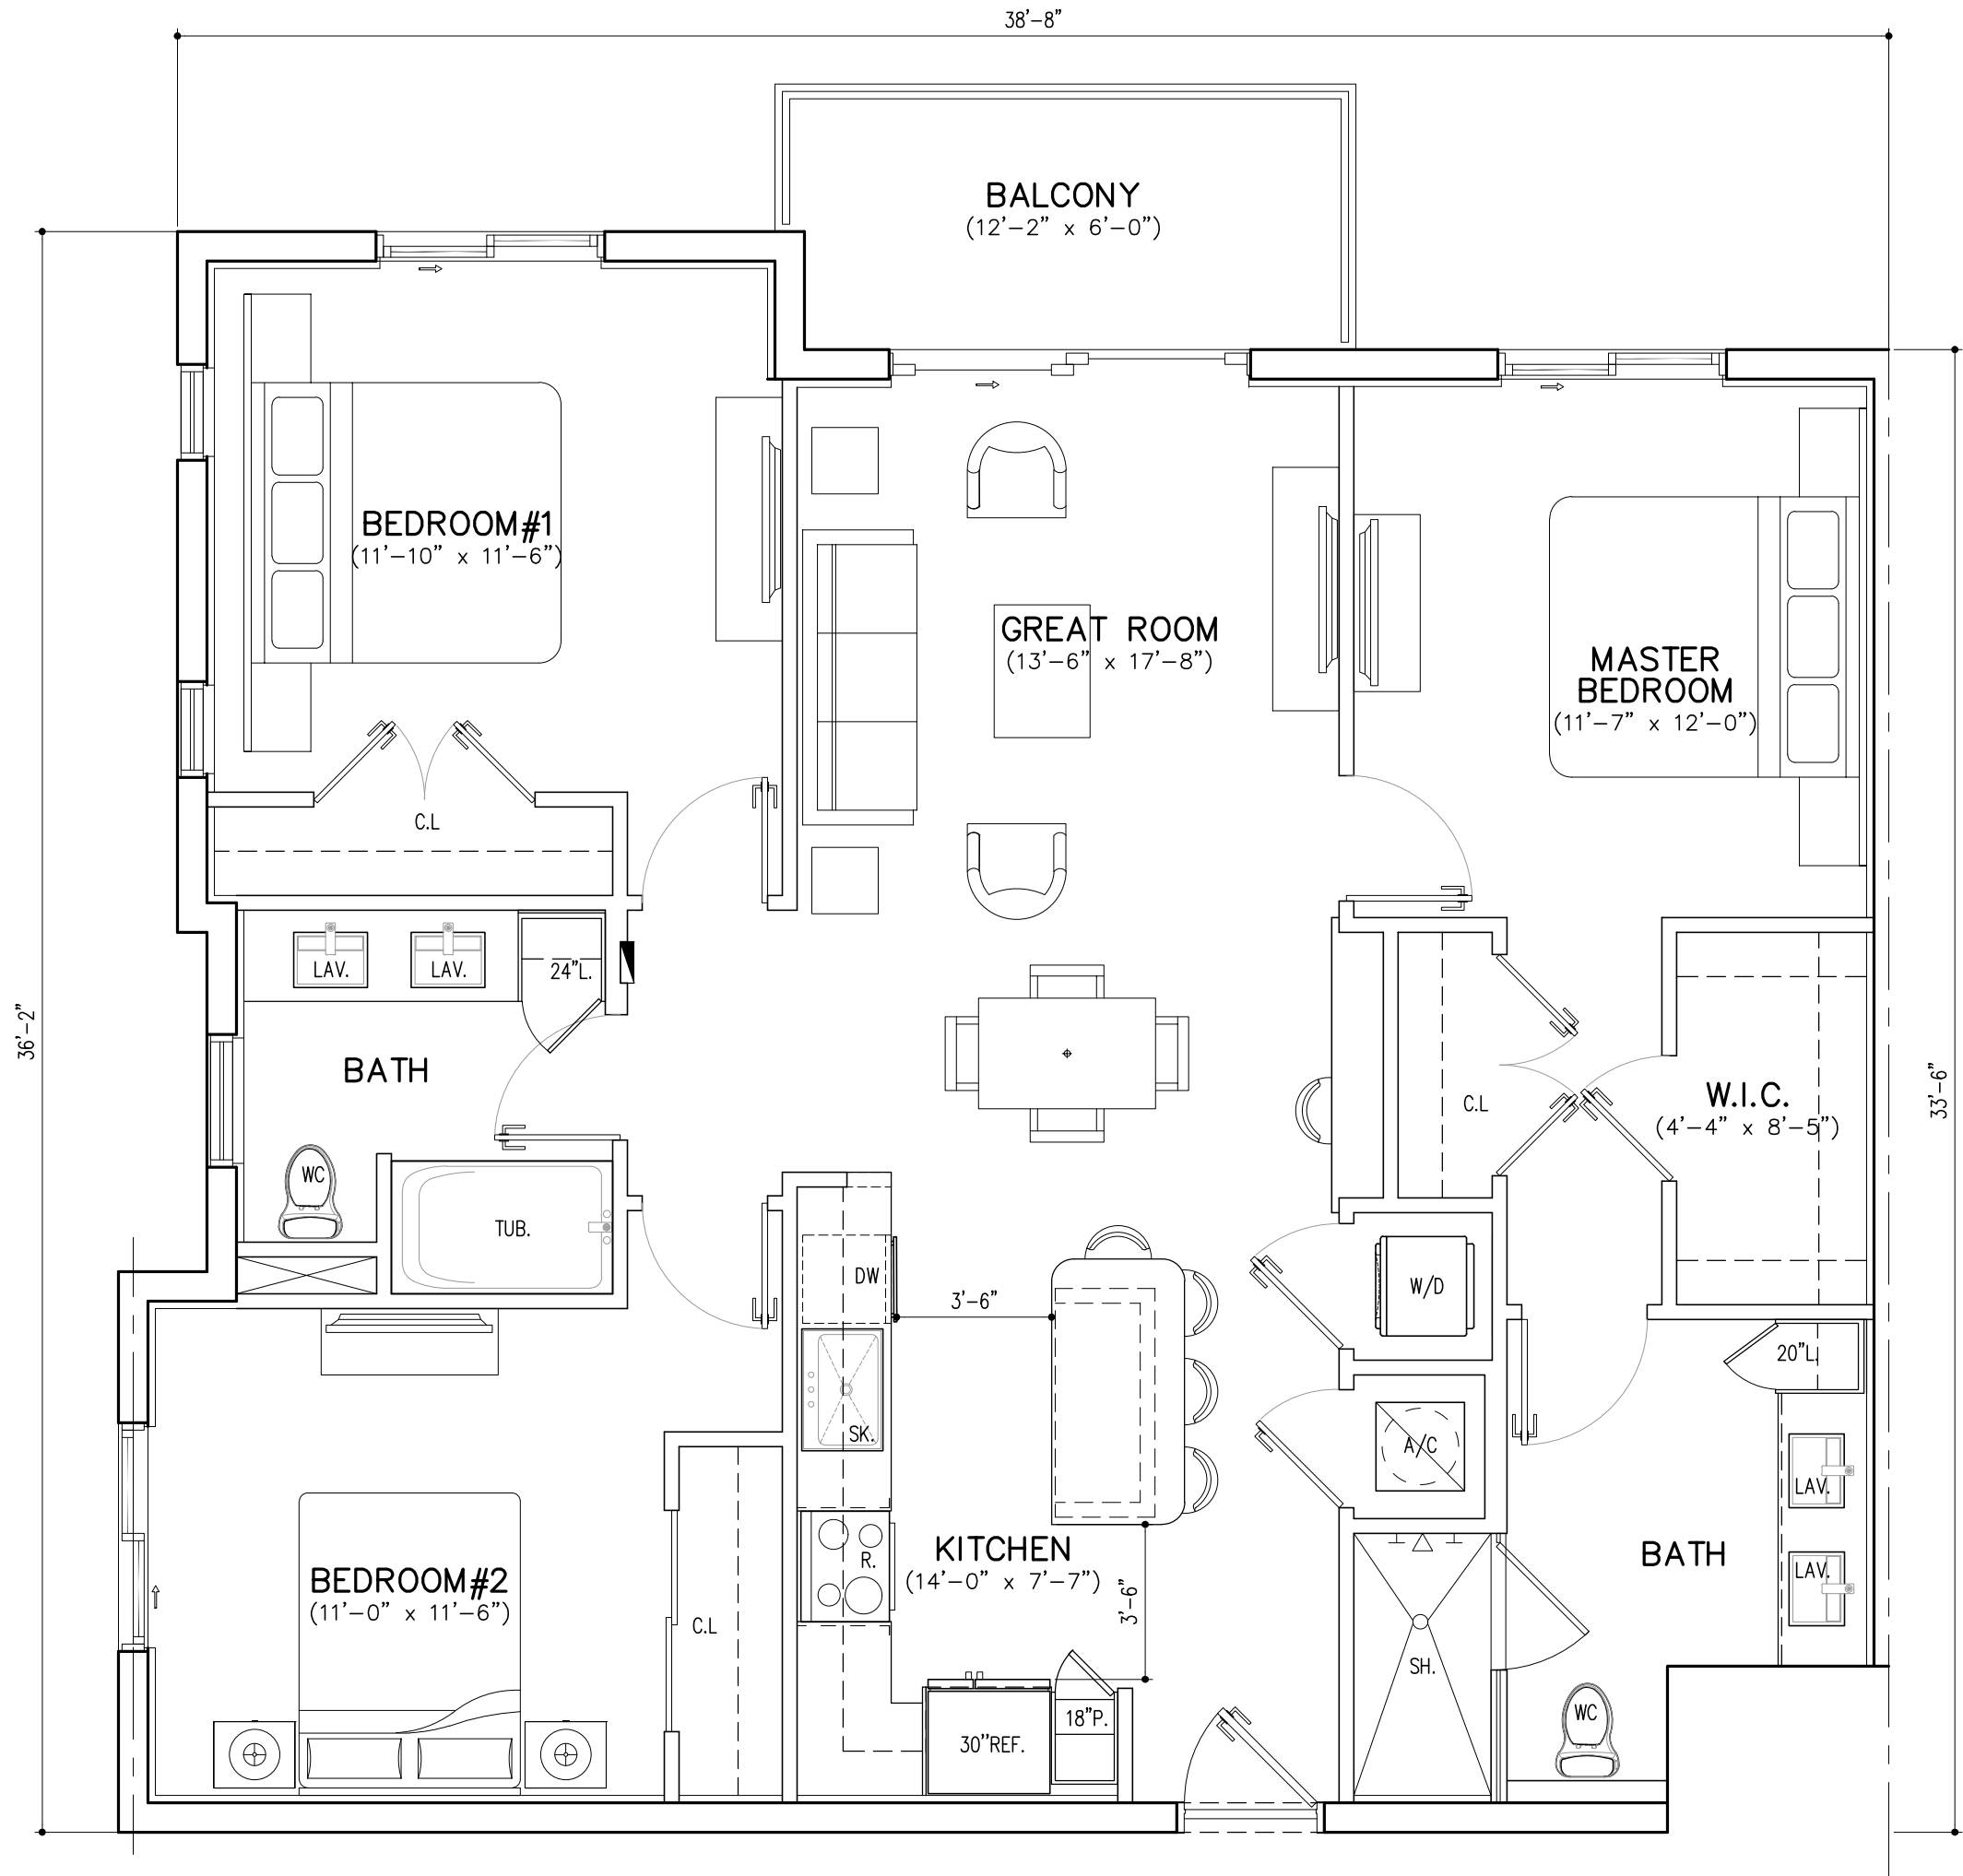 38'-8"
BALCONY
(12'-2" x 6'-0")
BEDROOM#1
(11'-10" x 11'-6")
GREAT ROOM
(13'-6" x 17'-8")
MASTER
BEDROOM
(11'-7" x 12'-0")
C.L
LAV.
LAV.
24"L.
36'-2"
BATH
33'-6"
C.L
W.I.C.
(4'-4" x 8'-5")
WC
TUB.
DW
3'-6"
W/D
20"L.
SK.
A/C
LAV.
R.
KITCHEN
(14'-0" x 7'-7")
3'-6"
BATH
LAV.
BEDROOM#2
(11'-0" x 11'-6")
C.L
SH.
WC
18"P.
30"REF.